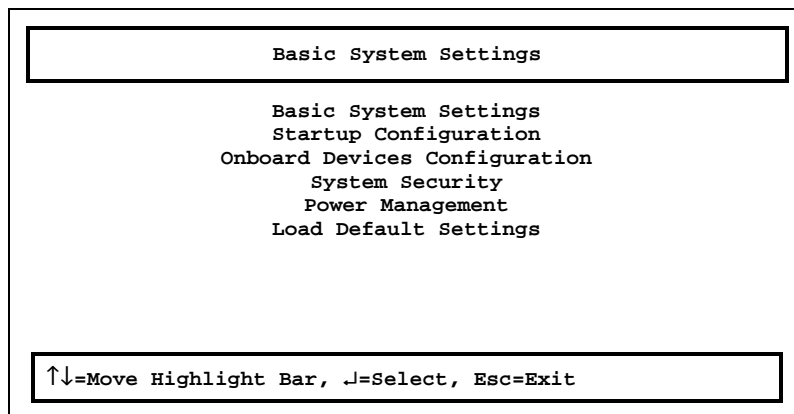 Basic System Settings
Basic System Settings
Startup Configuration
Onboard Devices Configuration
System Security
Power Management
Load Default Settings
↑↓=Move Highlight Bar, ↵=Select, Esc=Exit